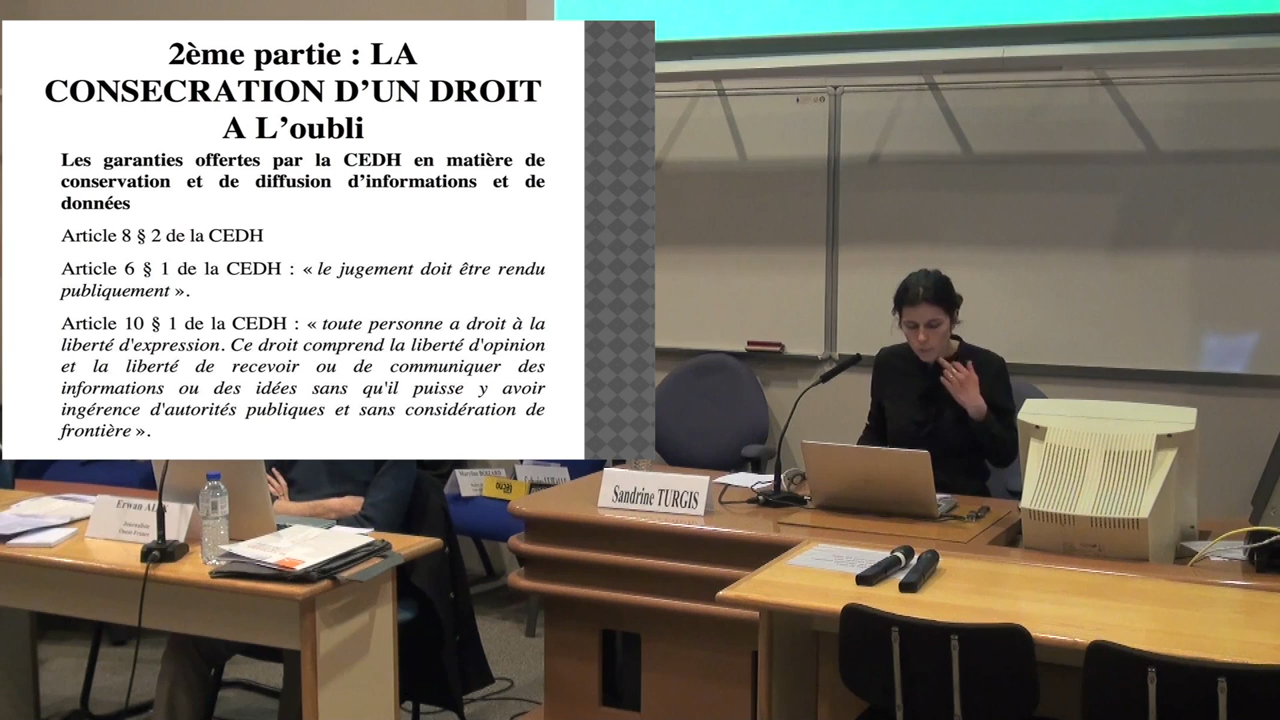 2ème partie : LA
CONSECRATION D’UN DROIT
A L’oubli
Les garanties offertes par la CEDH en matière de
conservation et de diffusion d’informations et de
données
Article 8 § 2 de la CEDH
Article 6 § 1 de la CEDH : « le jugement doit être rendu
publiquement ».
Article 10 § 1 de la CEDH : « toute personne a droit à la
liberté d'expression. Ce droit comprend la liberté d'opinion
et la liberté de recevoir ou de communiquer des
informations ou des idées sans qu'il puisse y avoir
ingérence d'autorités publiques et sans considération de
frontière ».
Sandrine TURGIS
Erwan
Journaliste
Ouest-France